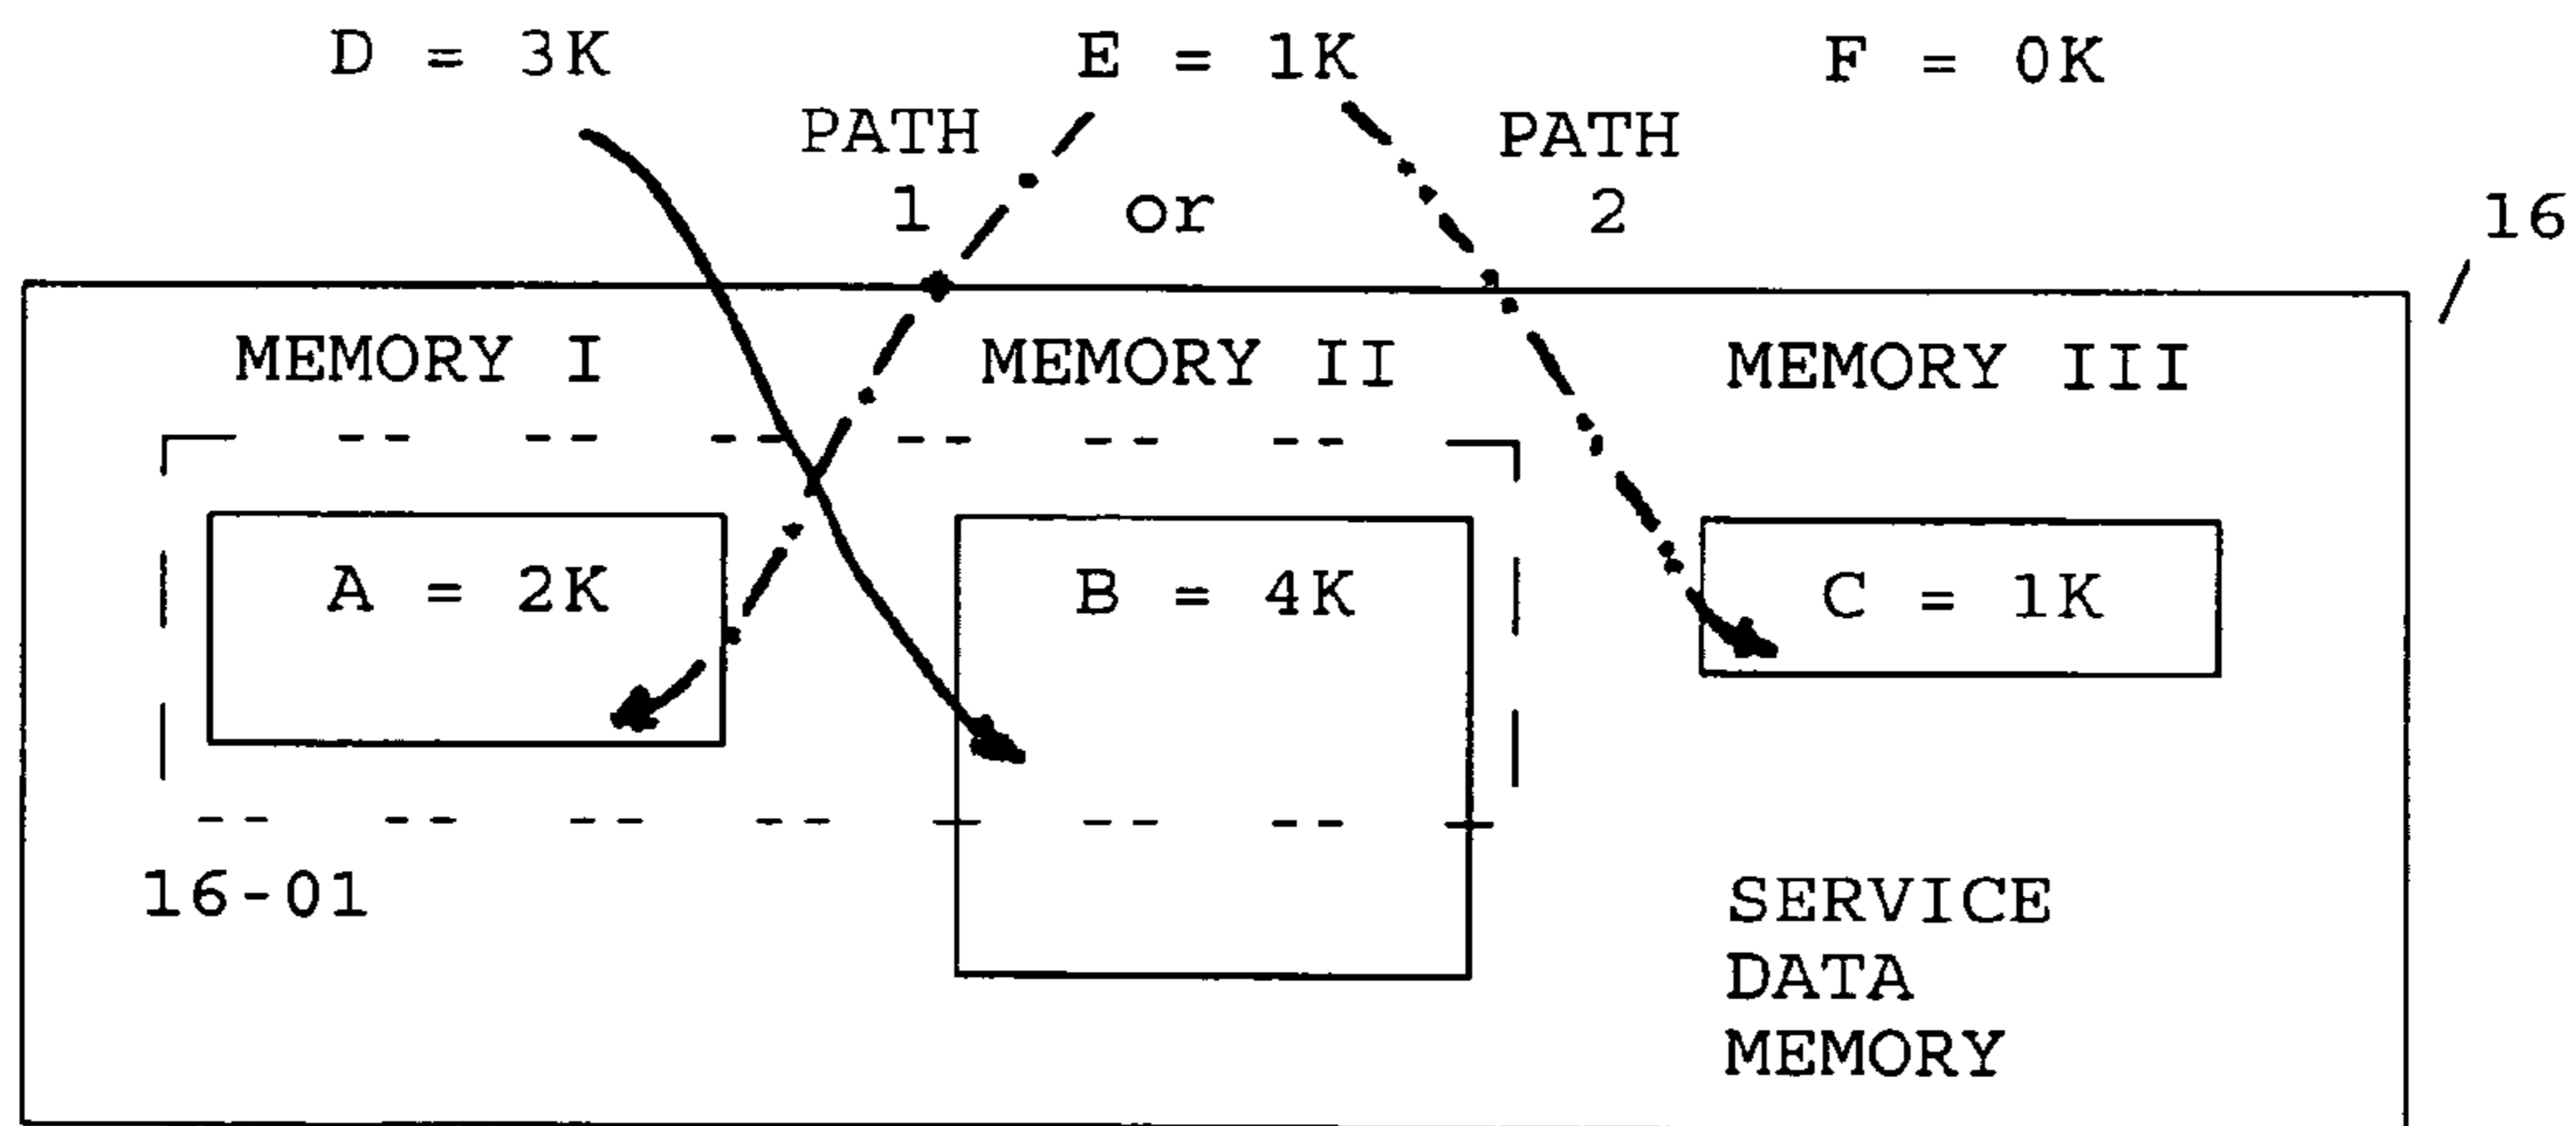 D = 3K E = 1K F = 0K
PATH PATH
1 or 2
16
MEMORY I MEMORY II MEMORY III
A = 2K B = 4K C = 1K
16-01
SERVICE
DATA
MEMORY